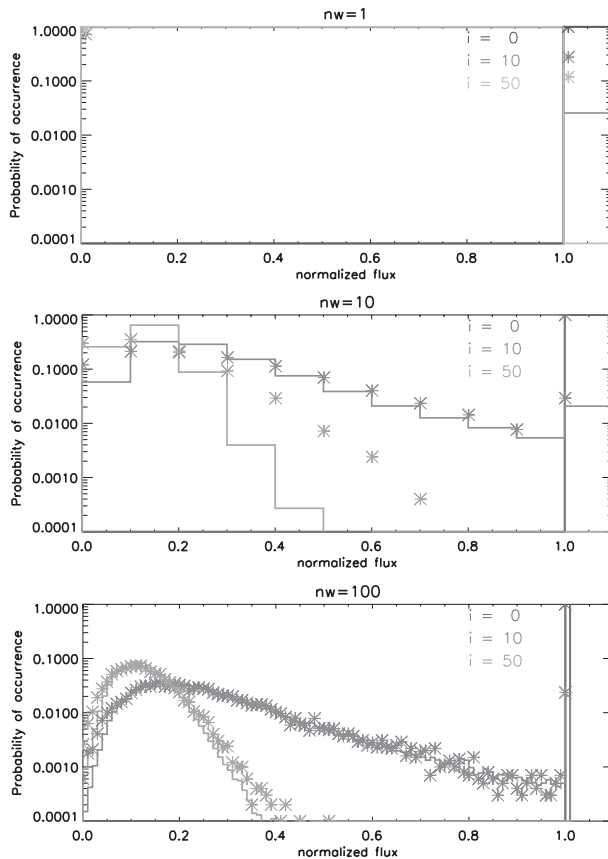 nw=1
1.0000
0.1000
0.0100
0.0010
0.0001
Probability of occurrence
i = 0
i = 10
i = 50
0.0 0.2 0.4 0.6 0.8 1.0
normalized flux
nw=10
1.0000
0.1000
0.0100
0.0010
0.0001
Probability of occurrence
i = 0
i = 10
i = 50
0.0 0.2 0.4 0.6 0.8 1.0
normalized flux
nw=100
1.0000
0.1000
0.0100
0.0010
0.0001
Probability of occurrence
i = 0
i = 10
i = 50
0.0 0.2 0.4 0.6 0.8 1.0
normalized flux